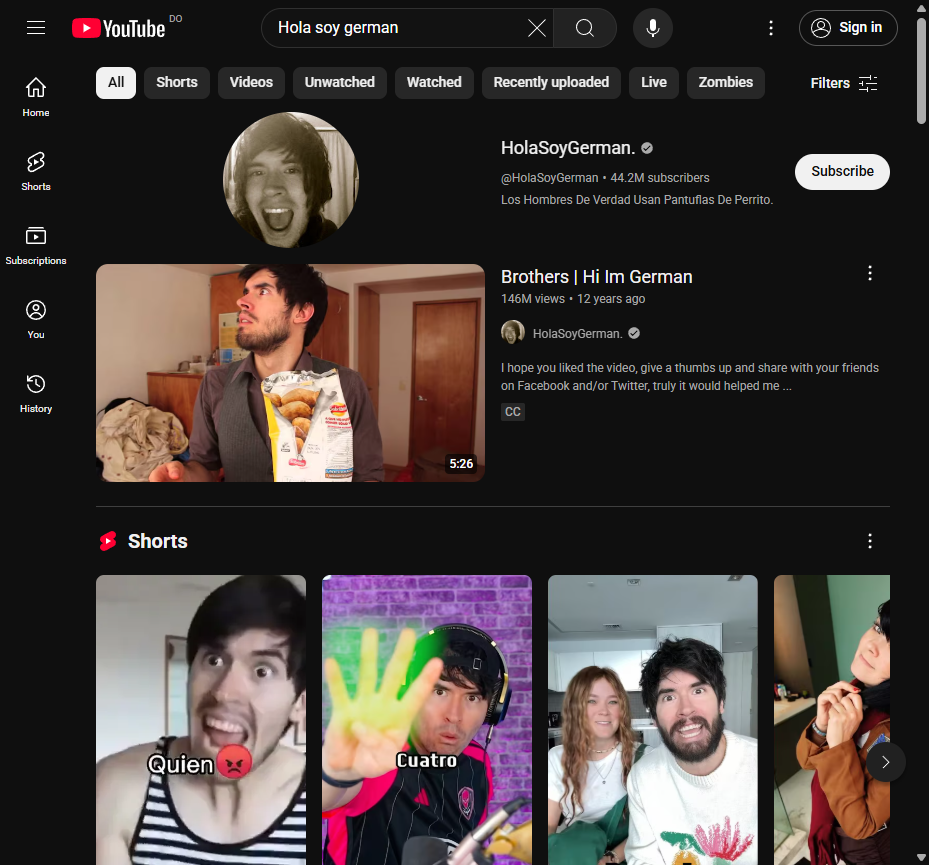 YouTube DO
Hola soy german
Sign in
Home
Shorts
Subscriptions
You
History
All
Shorts
Videos
Unwatched
Watched
Recently uploaded
Live
Zombies
Filters
HolaSoyGerman.
@HolaSoyGerman • 44.2M subscribers
Los Hombres De Verdad Usan Pantuflas De Perrito.
Subscribe
5:26
Brothers | Hi Im German
146M views • 12 years ago
HolaSoyGerman.
I hope you liked the video, give a thumbs up and share with your friends
on Facebook and/or Twitter, truly it would helped me ...
CC
Shorts
Quien
Cuatro